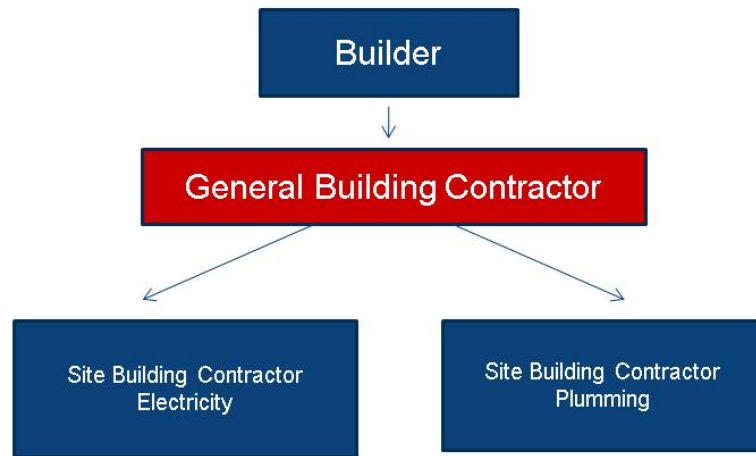 Builder
General Building Contractor
Site Building Contractor
Electricity
Site Building Contractor
Plumming